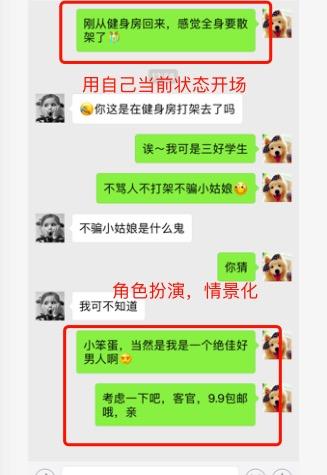 刚从健身房回来，感觉全身要散
架了
用自己当前状态开场
你这是在健身房打架去了吗
诶～我可是三好学生
不骂人不打架不骗小姑娘
不骗小姑娘是什么鬼
你猜
角色扮演，情景化
我可不知道
小笨蛋，当然是我是一个绝佳好
男人啊
考虑一下吧，客官，9.9包邮
哦，亲